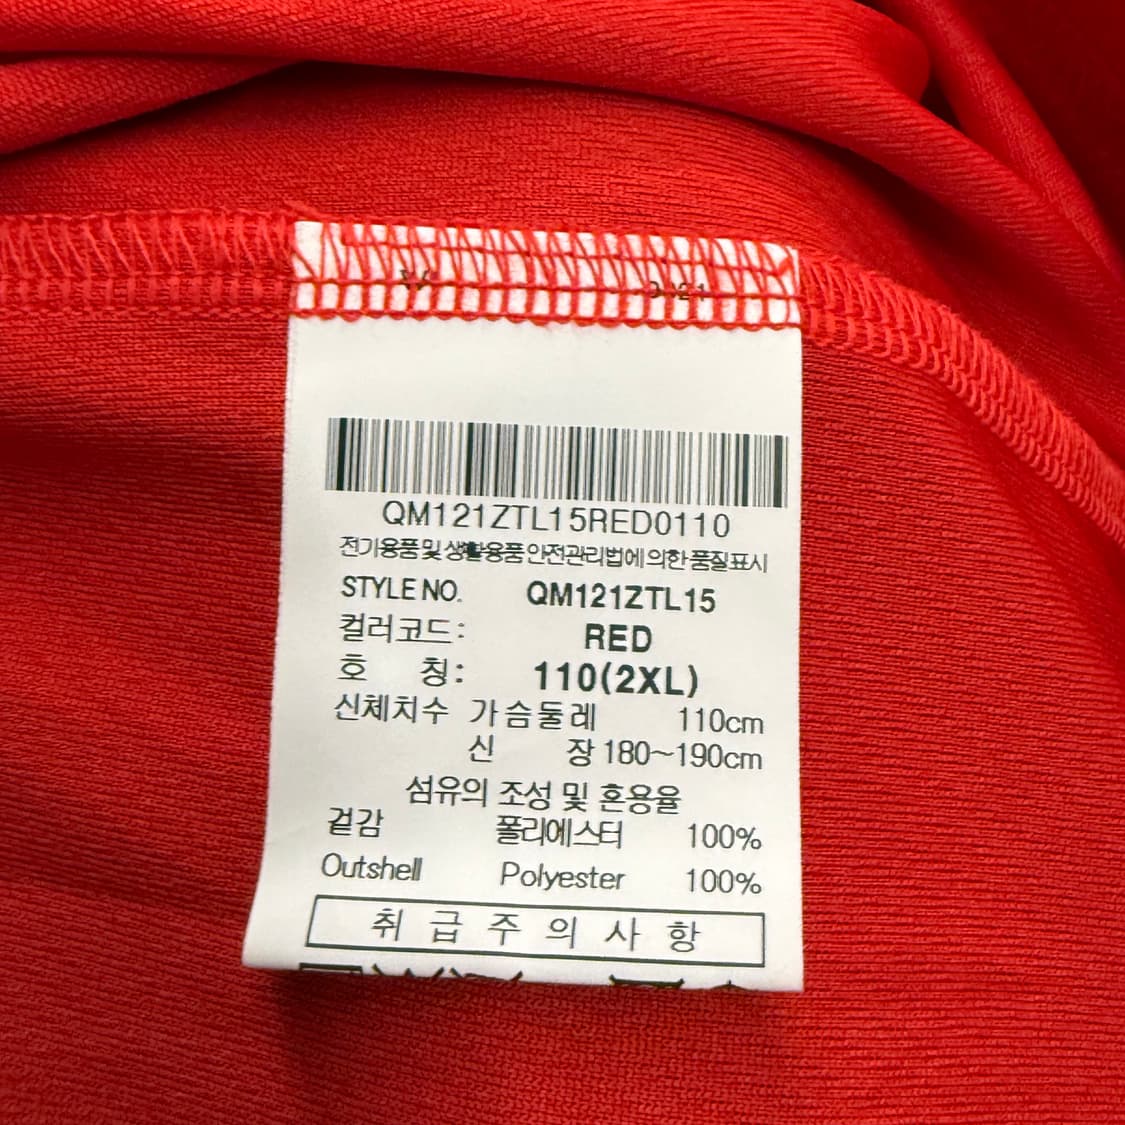 QM121ZTL15RED0110
전기용품 및 생활용품 안전관리법에 의한 품질표시
STYLE NO. QM121ZTL15
컬러코드: RED
호 칭: 110(2XL)
신체치수 가슴둘레 110cm
신 장 180~190cm
섬유의 조성 및 혼용율
겉감 폴리에스터 100%
Outshell Polyester 100%
취 급 주 의 사 항